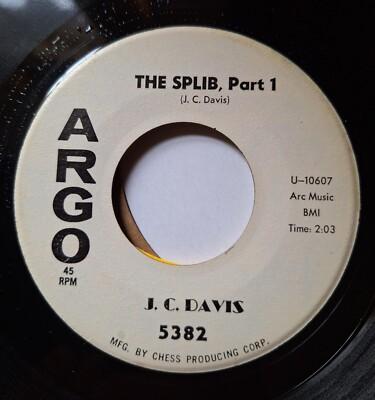 THE SPLIB, Part 1
(J. C. Davis)
ARGO
45
RPM
U-10607
Arc Music
BMI
Time: 2:03
J. C. DAVIS
5382
MFG. BY CHESS PRODUCING CORP.